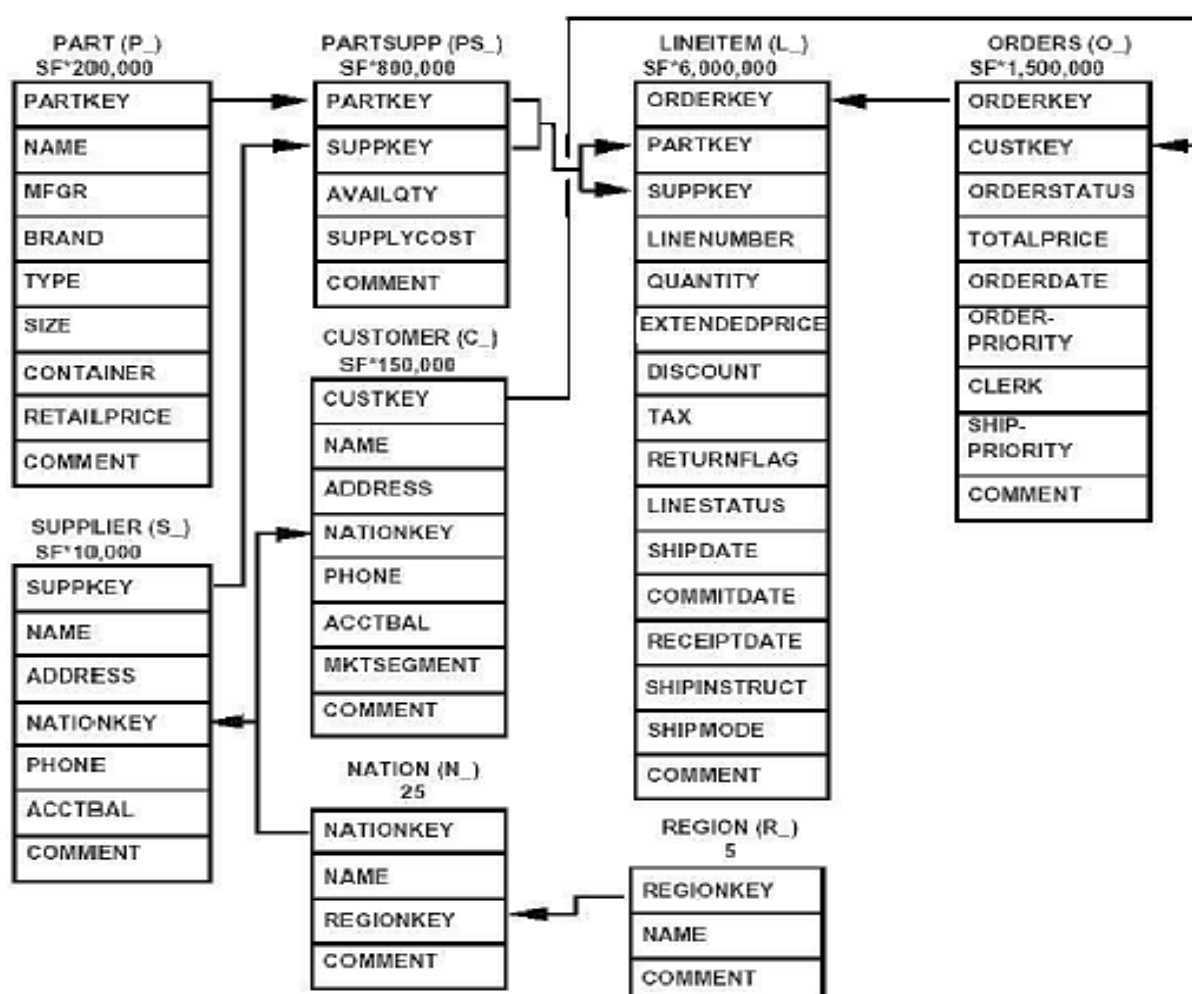 PART (P_)
SF*200,000
PARTKEY
NAME
MFGR
BRAND
TYPE
SIZE
CONTAINER
RETAILPRICE
COMMENT
SUPPLIER (S_)
SF*10,000
SUPPKEY
NAME
ADDRESS
NATIONKEY
PHONE
ACCTBAL
COMMENT
PARTSUPP (PS_)
SF*800,000
PARTKEY
SUPPKEY
AVAILQTY
SUPPLYCOST
COMMENT
CUSTOMER (C_)
SF*150,000
CUSTKEY
NAME
ADDRESS
NATIONKEY
PHONE
ACCTBAL
MKTSEGMENT
COMMENT
NATION (N_)
25
NATIONKEY
NAME
REGIONKEY
COMMENT
LINEITEM (L_)
SF*6,000,000
ORDERKEY
PARTKEY
SUPPKEY
LINENUMBER
QUANTITY
EXTENDEDPRICE
DISCOUNT
TAX
RETURNFLAG
LINESTATUS
SHIPDATE
COMMITDATE
RECEIPTDATE
SHIPINSTRUCT
SHIPMODE
COMMENT
REGION (R_)
5
REGIONKEY
NAME
COMMENT
ORDERS (O_)
SF*1,500,000
ORDERKEY
CUSTKEY
ORDERSTATUS
TOTALPRICE
ORDERDATE
ORDER-
PRIORITY
CLERK
SHIP-
PRIORITY
COMMENT